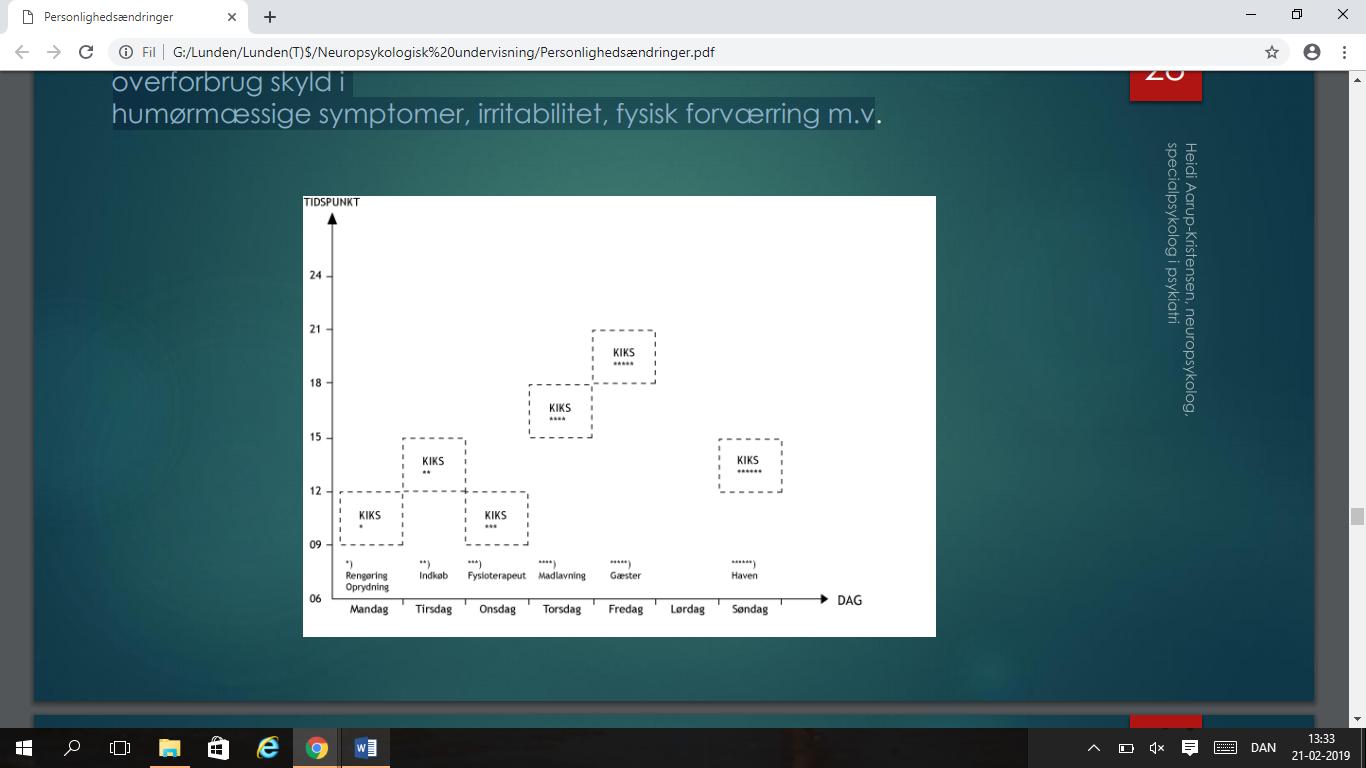 Personlighedsændringer
Fil
G:/Lunden/Lunden(T)$/Neuropsykologisk%20undervisning/Personlighedsændringer.pdf
overforbrug skyld i
humørmæssige symptomer, irritabilitet, fysisk forværring m.v.
Heidi Aarup-Kristensen, neuropsykolog,
specialpsykolog i psykiatri
TIDSPUNKT
24
21
18
15
12
09
06
KIKS
*****
KIKS
****
KIKS
**
KIKS
******
KIKS
*
KIKS
***
*)
Rengøring
Oprydning
**)
Indkøb
***)
Fysioterapeut
****)
Madlavning
*****)
Gæster
******)
Haven
Mandag
Tirsdag
Onsdag
Torsdag
Fredag
Lørdag
Søndag
DAG
DAN
13:33
21-02-2019